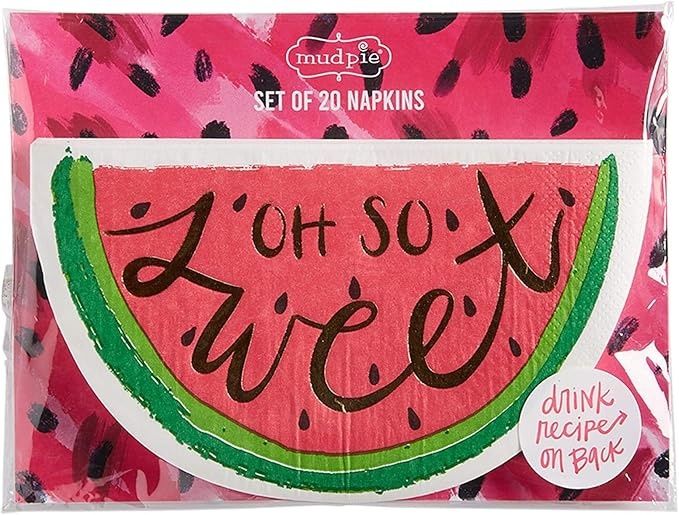 mudpie®
SET OF 20 NAPKINS
OH SO
Sweet
drink
recipe
on Back